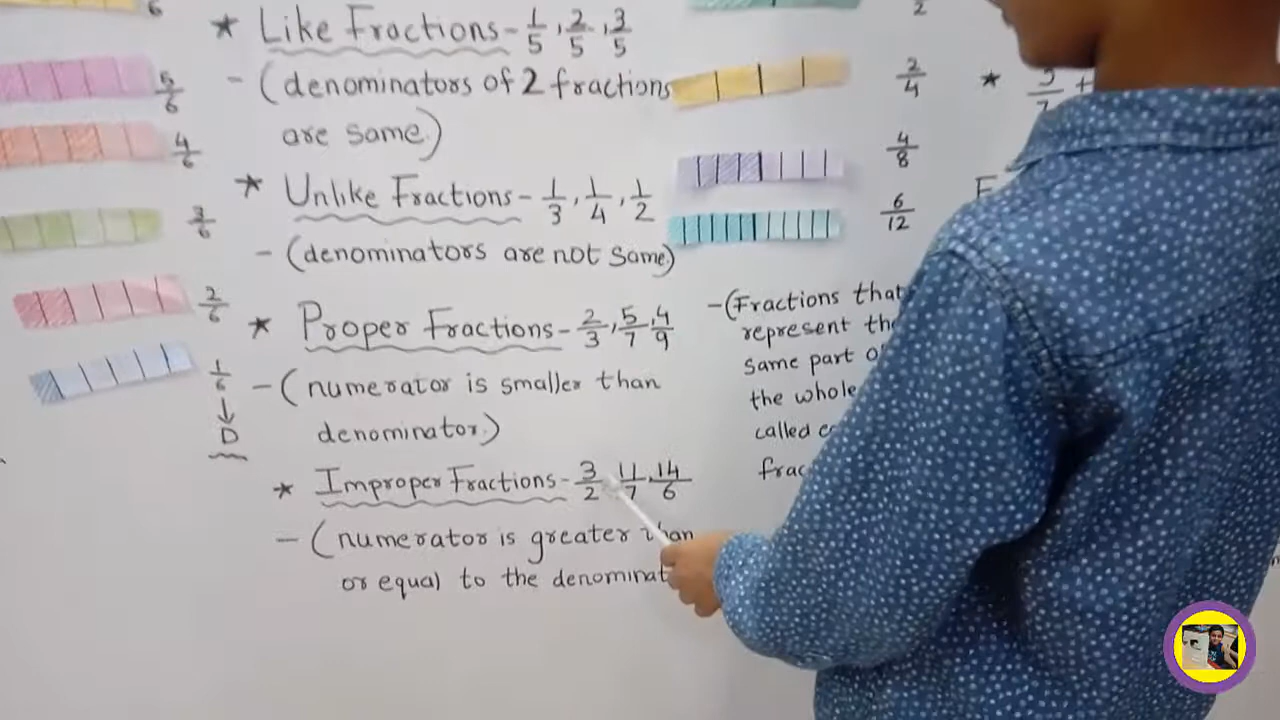 6
5/6
4/6
3/6
2/6
1/6
D
★ Like Fractions - 1/5, 2/5, 3/5
- (denominators of 2 fractions
are same.)
★ Unlike Fractions - 1/3, 1/4, 1/2
- (denominators are not same)
★ Proper Fractions - 2/3, 5/7, 4/9
- (numerator is smaller than
denominator.)
★ Improper Fractions - 3/2, 11/7, 14/6
- (numerator is greater than
or equal to the denominat
2
2/4
4/8
6/12
- (Fractions that
represent the
same part
the whole
called
★
+
F